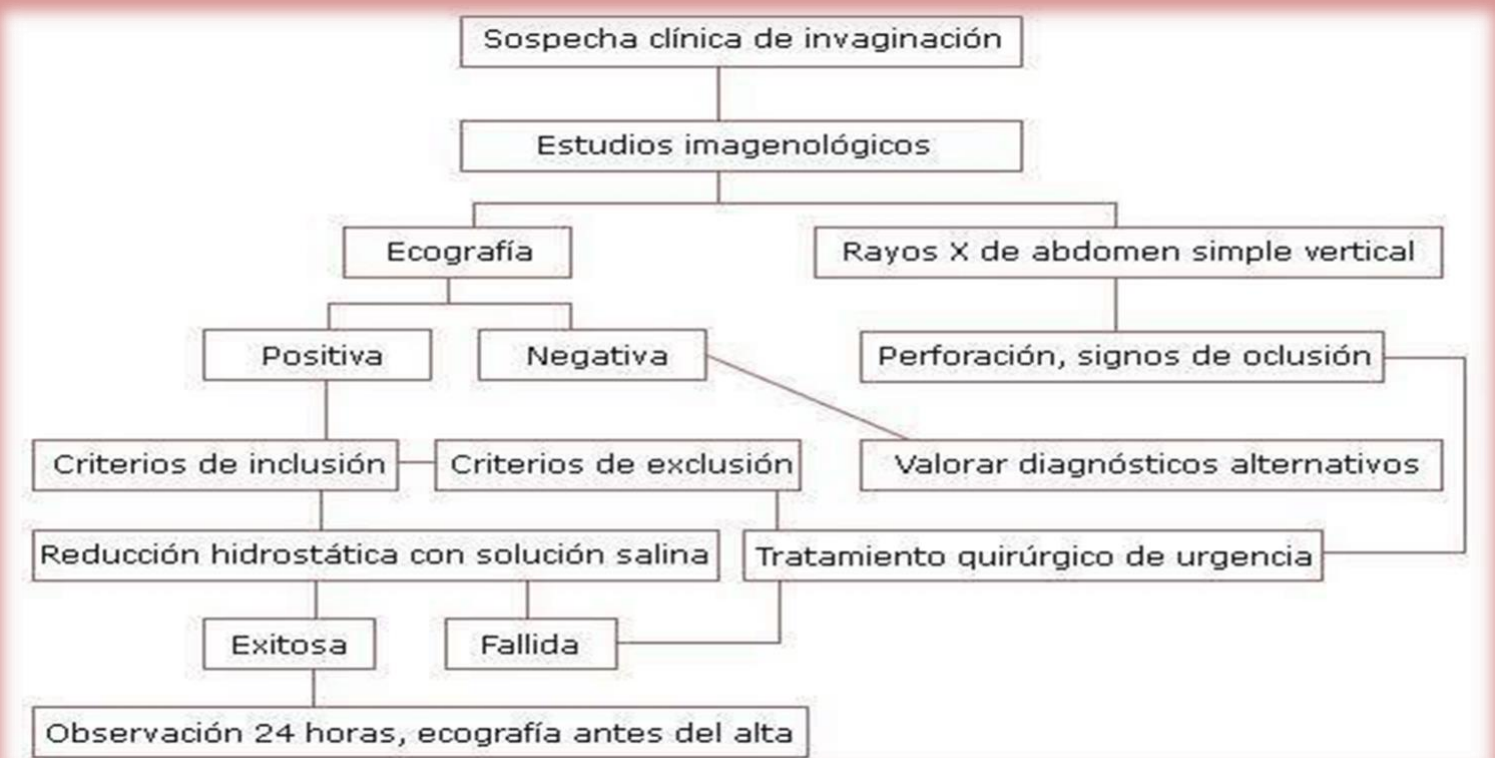 Sospecha clínica de invaginación
Estudios imagenológicos
Ecografía
Rayos X de abdomen simple vertical
Positiva
Negativa
Perforación, signos de oclusión
Criterios de inclusión
Criterios de exclusión
Valorar diagnósticos alternativos
Reducción hidrostática con solución salina
Tratamiento quirúrgico de urgencia
Exitosa
Fallida
Observación 24 horas, ecografía antes del alta